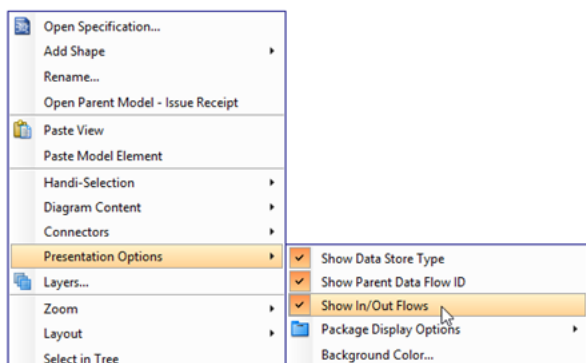 Open Specification...
Add Shape
Rename...
Open Parent Model - Issue Receipt
Paste View
Paste Model Element
Handi-Selection
Diagram Content
Connectors
Presentation Options
Layers...
Zoom
Layout
Select in Tree
Show Data Store Type
Show Parent Data Flow ID
Show In/Out Flows
Package Display Options
Background Color...